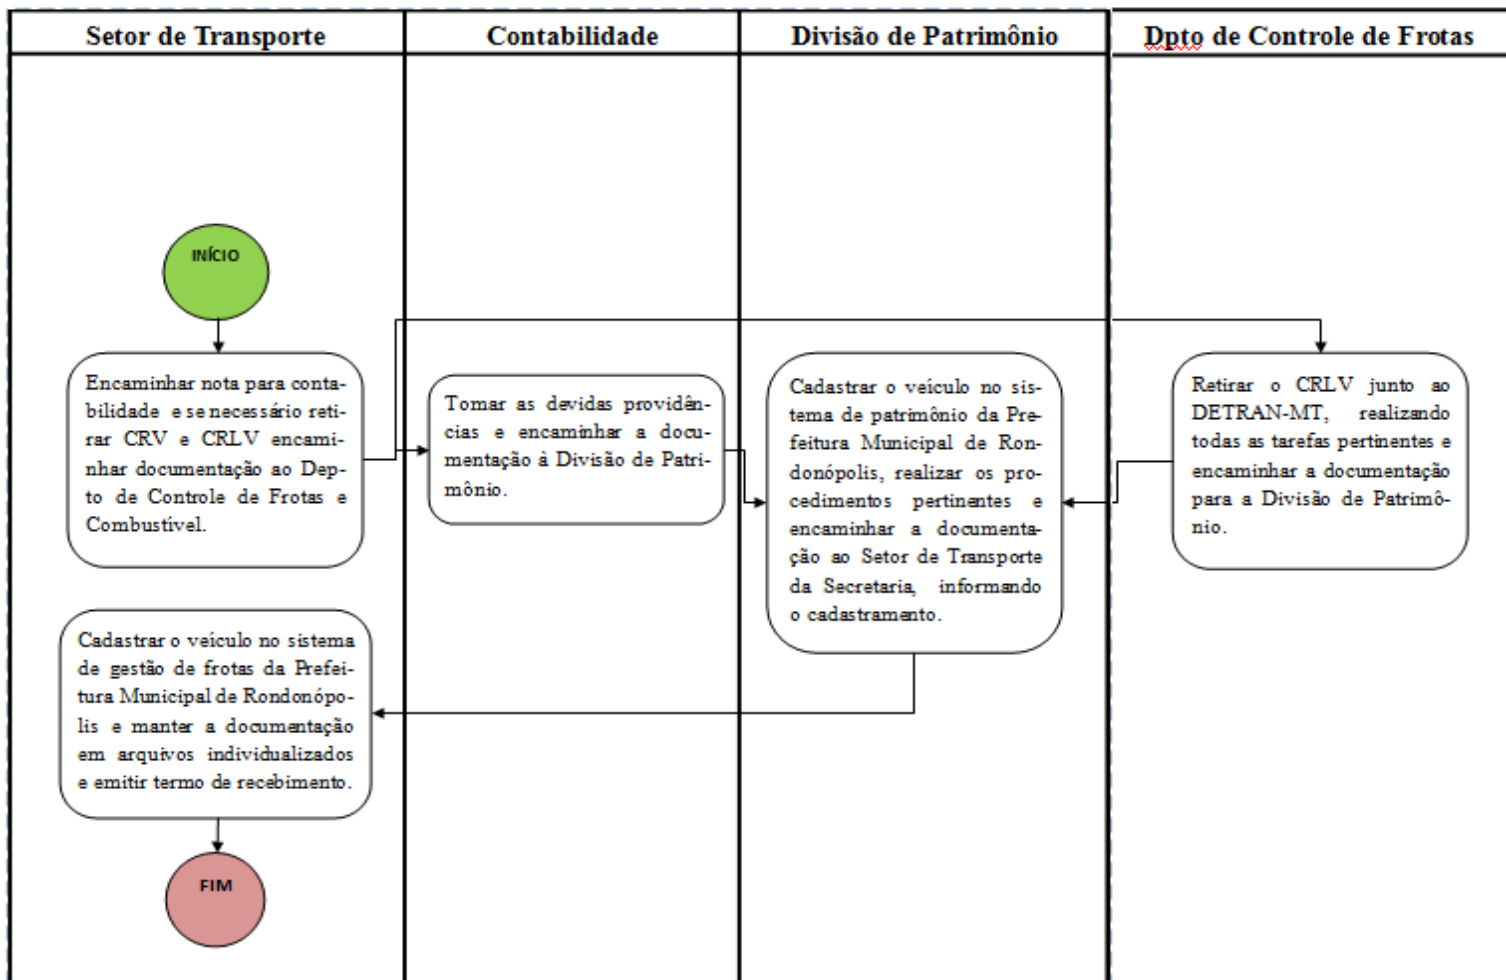 Setor de Transporte
Contabilidade
Divisão de Patrimônio
Dpto de Controle de Frotas
INÍCIO
Encaminhar nota para conta-
bilidade e se necessário reti-
rar CRV e CRLV encami-
nhar documentação ao Dep-
to de Controle de Frotas e
Combustível.
Tomar as devidas providên-
cias e encaminhar a docu-
mentação à Divisão de Patri-
mônio.
Cadastrar o veículo no sis-
tema de patrimônio da Pre-
feitura Municipal de Ron-
donópolis, realizar os pro-
cedimentos pertinentes e
encaminhar a documenta-
ção ao Setor de Transporte
da Secretaria, informando
o cadastramento.
Retirar o CRLV junto ao
DETRAN-MT, realizando
todas as tarefas pertinentes e
encaminhar a documentação
para a Divisão de Patrimô-
nio.
Cadastrar o veículo no sistema
de gestão de frotas da Prefei-
tura Municipal de Rondonópo-
lis e manter a documentação
em arquivos individualizados
e emitir termo de recebimento.
FIM